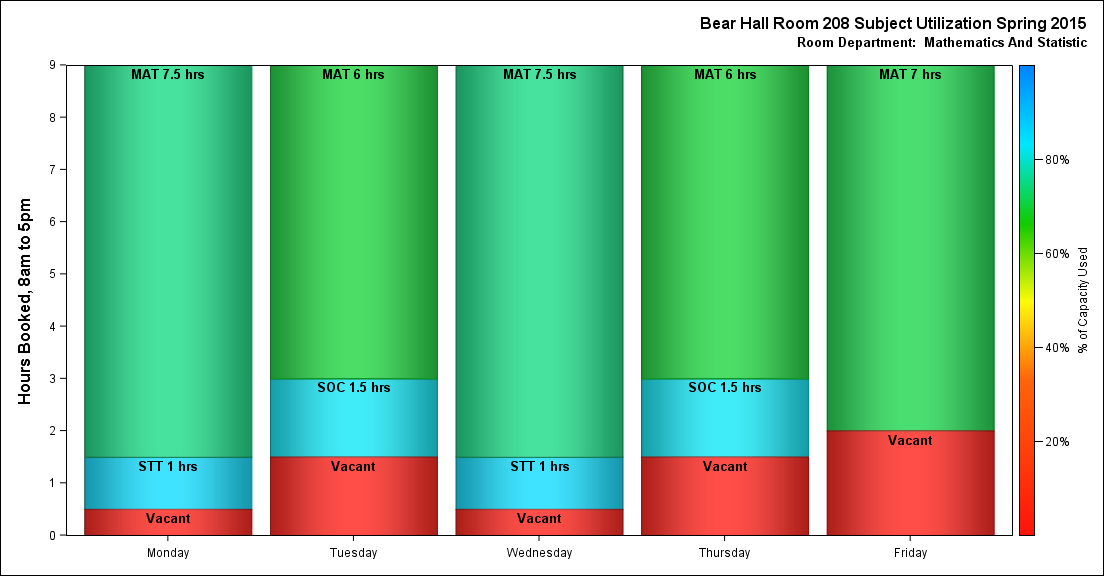 Bear Hall Room 208 Subject Utilization Spring 2015
Room Department: Mathematics And Statistic
Hours Booked, 8am to 5pm
9
8
7
6
5
4
3
2
1
0
MAT 7.5 hrs
STT 1 hrs
Vacant
MAT 6 hrs
SOC 1.5 hrs
Vacant
MAT 7.5 hrs
STT 1 hrs
Vacant
MAT 6 hrs
SOC 1.5 hrs
Vacant
MAT 7 hrs
Vacant
Monday
Tuesday
Wednesday
Thursday
Friday
80%
60%
40%
20%
% of Capacity Used